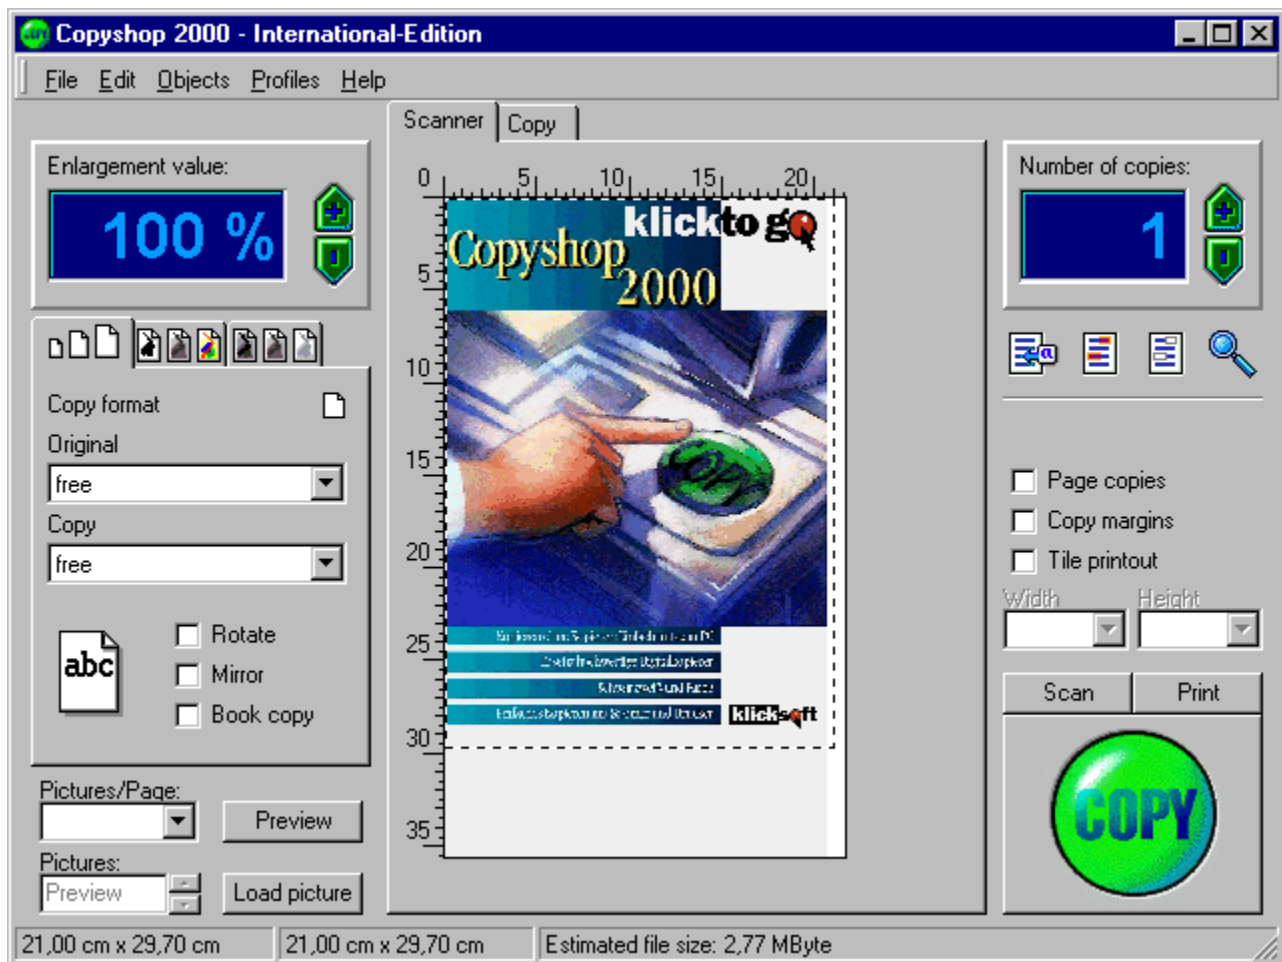 Copyshop 2000 - International-Edition
File Edit Objects Profiles Help
Scanner Copy
Enlargement value:
100 %
Copy format
Original
free
Copy
free
abc
Rotate
Mirror
Book copy
Pictures/Page:
Preview
Pictures:
Preview
Load picture
0 5 10 15 20
5
10
15
20
25
30
35
klickto go
Copyshop
2000
COPY
und Farbe
klicksoft
Number of copies:
1
a
Page copies
Copy margins
Tile printout
Width Height
Scan Print
COPY
21,00 cm x 29,70 cm 21,00 cm x 29,70 cm Estimated file size: 2,77 MByte